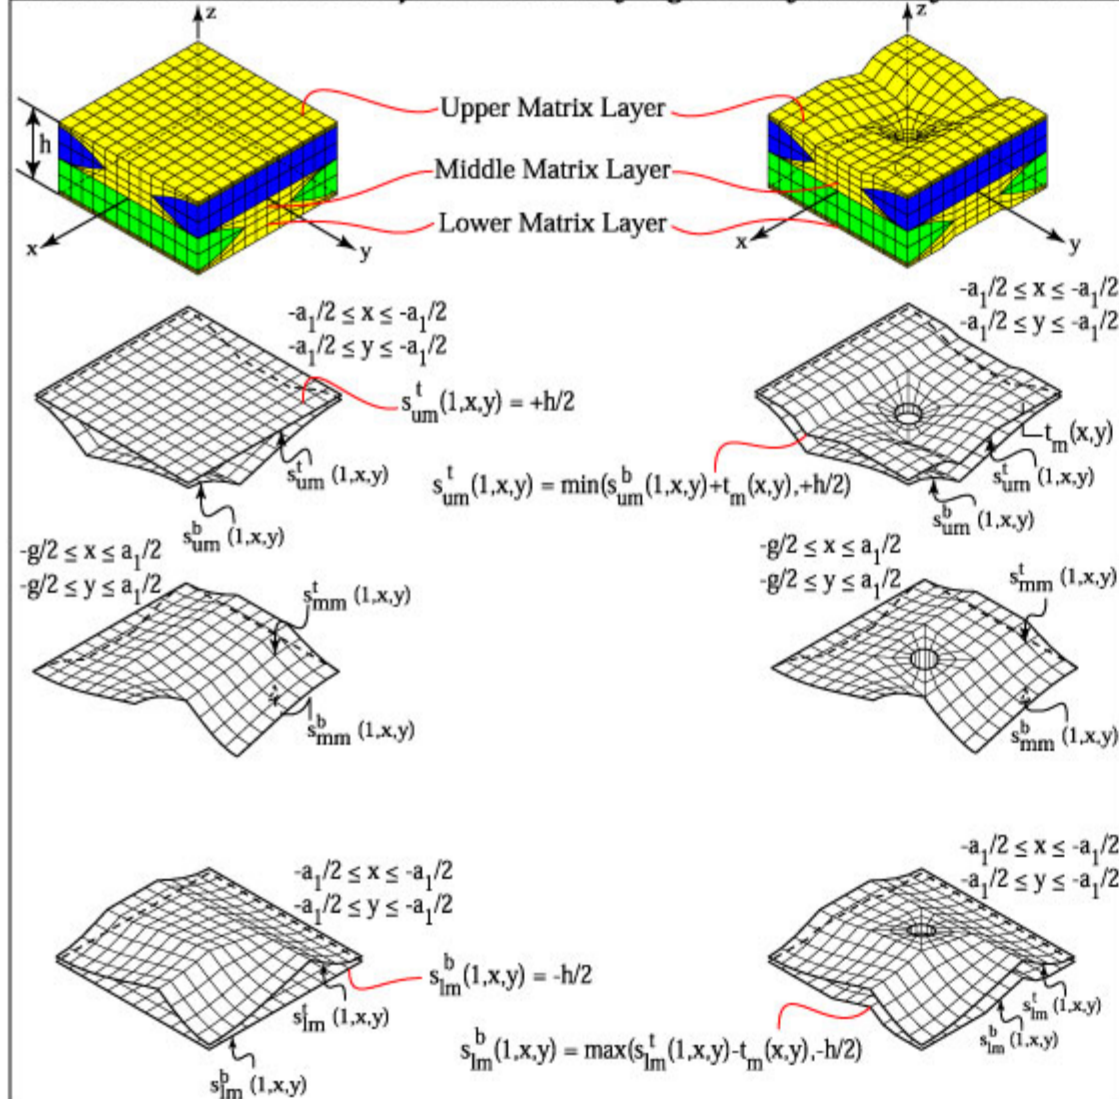 z
z
Upper Matrix Layer
h
Middle Matrix Layer
Lower Matrix Layer
x
y
x
y
-a₁/2 ≤ x ≤ -a₁/2
-a₁/2 ≤ y ≤ -a₁/2
-a₁/2 ≤ x ≤ -a₁/2
-a₁/2 ≤ y ≤ -a₁/2
s^t_um(1,x,y) = +h/2
t_m(x,y)
s^t_um (1,x,y)
s^t_um(1,x,y) = min(s^b_um(1,x,y)+t_m(x,y),+h/2)
s^t_um (1,x,y)
s^b_um (1,x,y)
s^b_um (1,x,y)
-g/2 ≤ x ≤ a₁/2
-g/2 ≤ y ≤ a₁/2
-g/2 ≤ x ≤ a₁/2
-g/2 ≤ y ≤ a₁/2
s^t_mm (1,x,y)
s^t_mm (1,x,y)
s^b_mm (1,x,y)
s^b_mm (1,x,y)
-a₁/2 ≤ x ≤ -a₁/2
-a₁/2 ≤ y ≤ -a₁/2
-a₁/2 ≤ x ≤ -a₁/2
-a₁/2 ≤ y ≤ -a₁/2
s^b_lm(1,x,y) = -h/2
s^t_lm (1,x,y)
s^t_lm (1,x,y)
s^b_lm(1,x,y) = max(s^t_lm(1,x,y)-t_m(x,y),-h/2)
s^b_lm (1,x,y)
s^b_lm (1,x,y)